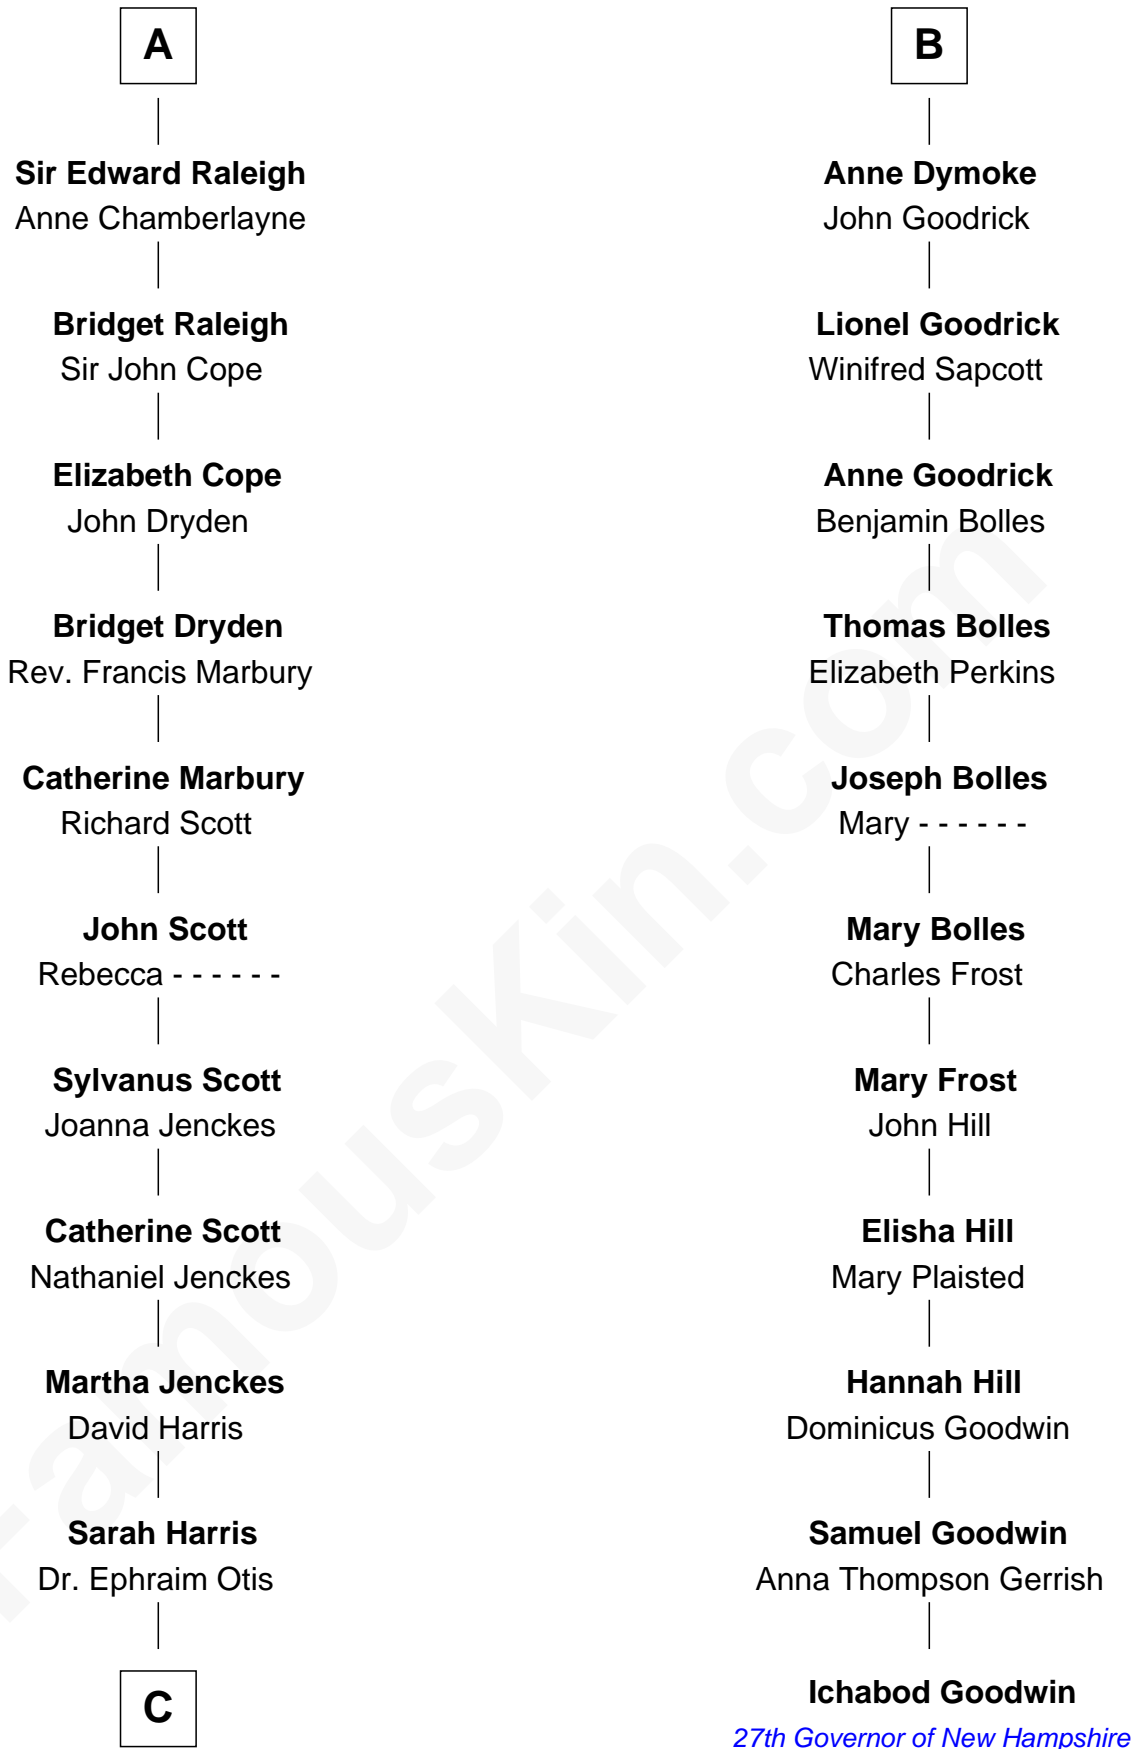 A
Sir Edward Raleigh
Anne Chamberlayne
Bridget Raleigh
Sir John Cope
Elizabeth Cope
John Dryden
Bridget Dryden
Rev. Francis Marbury
Catherine Marbury
Richard Scott
John Scott
Rebecca - - - - - -
Sylvanus Scott
Joanna Jenckes
Catherine Scott
Nathaniel Jenckes
Martha Jenckes
David Harris
Sarah Harris
Dr. Ephraim Otis
C
B
Anne Dymoke
John Goodrick
Lionel Goodrick
Winifred Sapcott
Anne Goodrick
Benjamin Bolles
Thomas Bolles
Elizabeth Perkins
Joseph Bolles
Mary - - - - - -
Mary Bolles
Charles Frost
Mary Frost
John Hill
Elisha Hill
Mary Plaisted
Hannah Hill
Dominicus Goodwin
Samuel Goodwin
Anna Thompson Gerrish
Ichabod Goodwin
27th Governor of New Hampshire
FamousKin.com